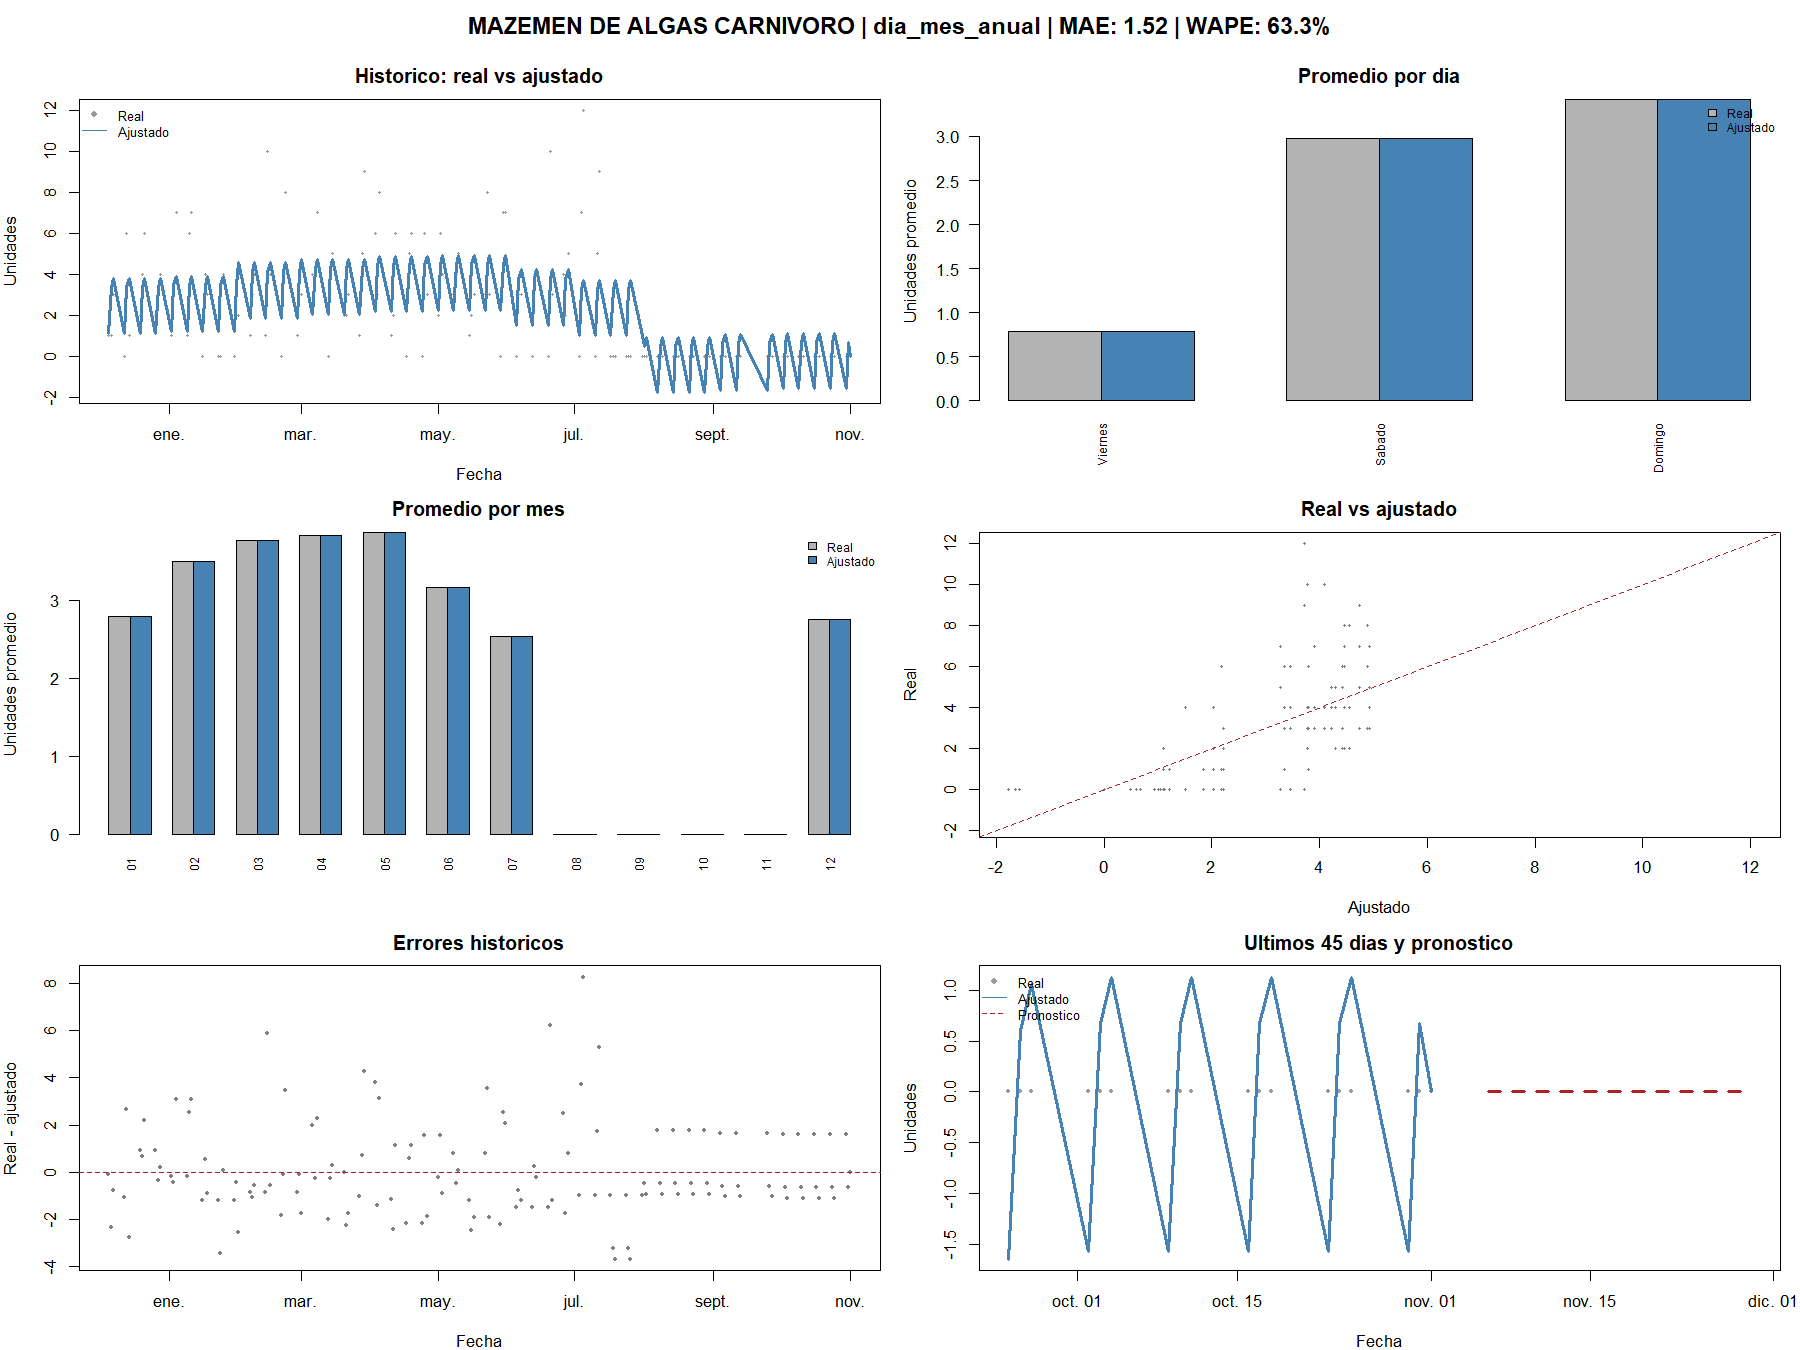 MAZEMEN DE ALGAS CARNIVORO | dia_mes_anual | MAE: 1.52 | WAPE: 63.3%
Historico: real vs ajustado
Unidades
12
10
8
6
4
2
0
-2
Real
Ajustado
ene. mar. may. jul. sept. nov.
Fecha
Promedio por dia
Unidades promedio
3.0
2.5
2.0
1.5
1.0
0.5
0.0
Real
Ajustado
Viernes Sabado Domingo
Promedio por mes
Unidades promedio
3
2
1
0
Real
Ajustado
01 02 03 04 05 06 07 08 09 10 11 12
Real vs ajustado
Real
12
10
8
6
4
2
0
-2
-2 0 2 4 6 8 10 12
Ajustado
Errores historicos
Real - ajustado
8
6
4
2
0
-2
-4
ene. mar. may. jul. sept. nov.
Fecha
Ultimos 45 dias y pronostico
Unidades
1.0
0.5
0.0
-0.5
-1.0
-1.5
Real
Ajustado
Pronostico
oct. 01 oct. 15 nov. 01 nov. 15 dic. 01
Fecha